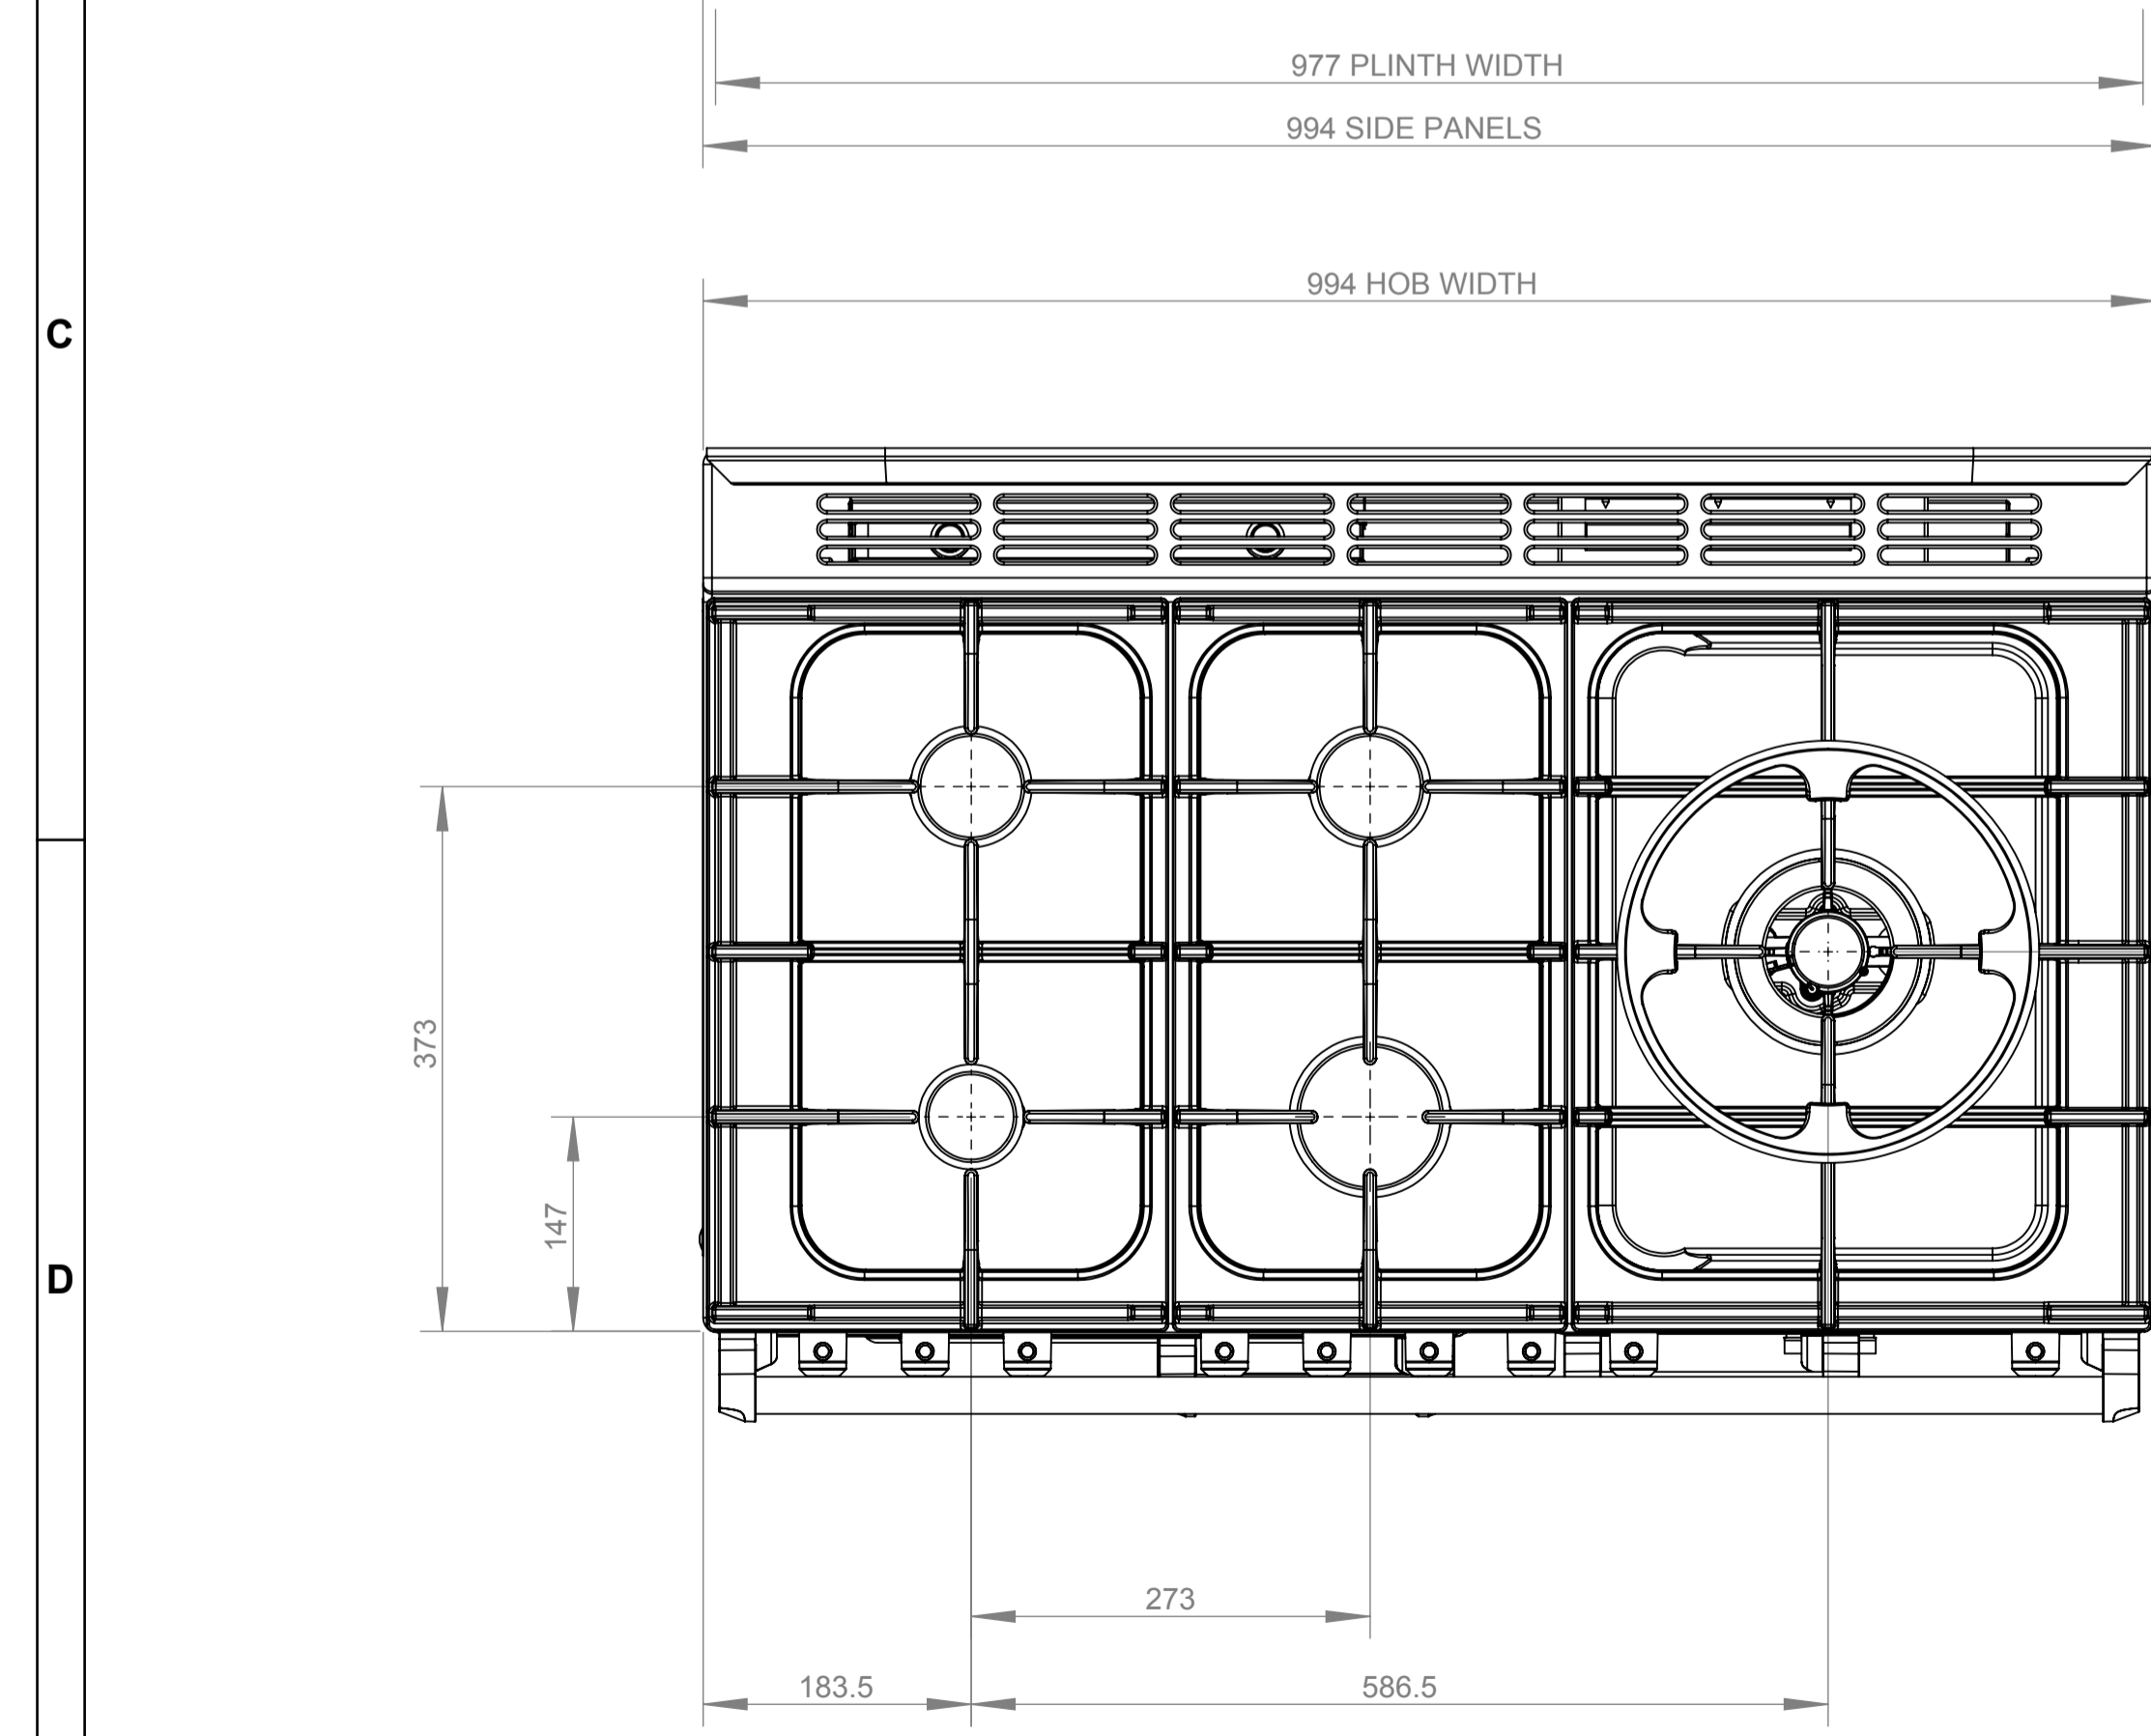 977 PLINTH WIDTH
994 SIDE PANELS
994 HOB WIDTH
C
373
147
D
273
183.5
586.5